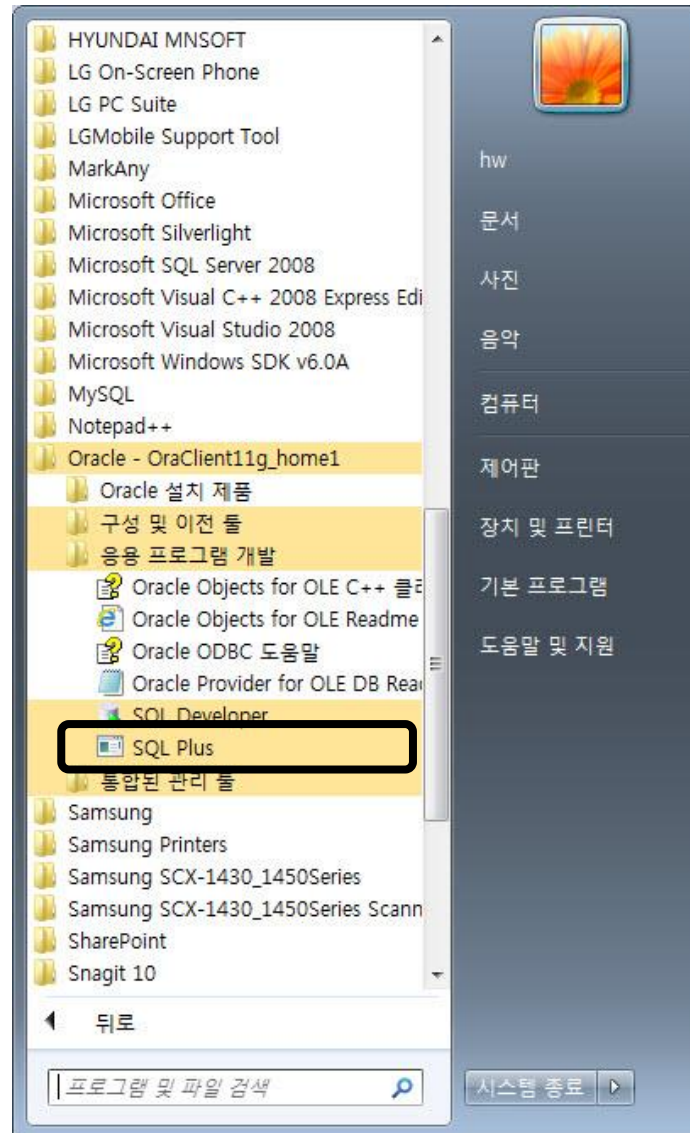 HYUNDAI MNSOFT
LG On-Screen Phone
LG PC Suite
LGMobile Support Tool
MarkAny
Microsoft Office
Microsoft Silverlight
Microsoft SQL Server 2008
Microsoft Visual C++ 2008 Express Edi
Microsoft Visual Studio 2008
Microsoft Windows SDK v6.0A
MySQL
Notepad++
Oracle - OraClient11g_home1
Oracle 설치 제품
구성 및 이전 툴
응용 프로그램 개발
Oracle Objects for OLE C++ 클
Oracle Objects for OLE Readme
Oracle ODBC 도움말
Oracle Provider for OLE DB Read
SQL Developer
SQL Plus
통합된 관리 툴
Samsung
Samsung Printers
Samsung SCX-1430_1450Series
Samsung SCX-1430_1450Series Scann
SharePoint
Snagit 10
뒤로
프로그램 및 파일 검색
hw
문서
사진
음악
컴퓨터
제어판
장치 및 프린터
기본 프로그램
도움말 및 지원
시스템 종료